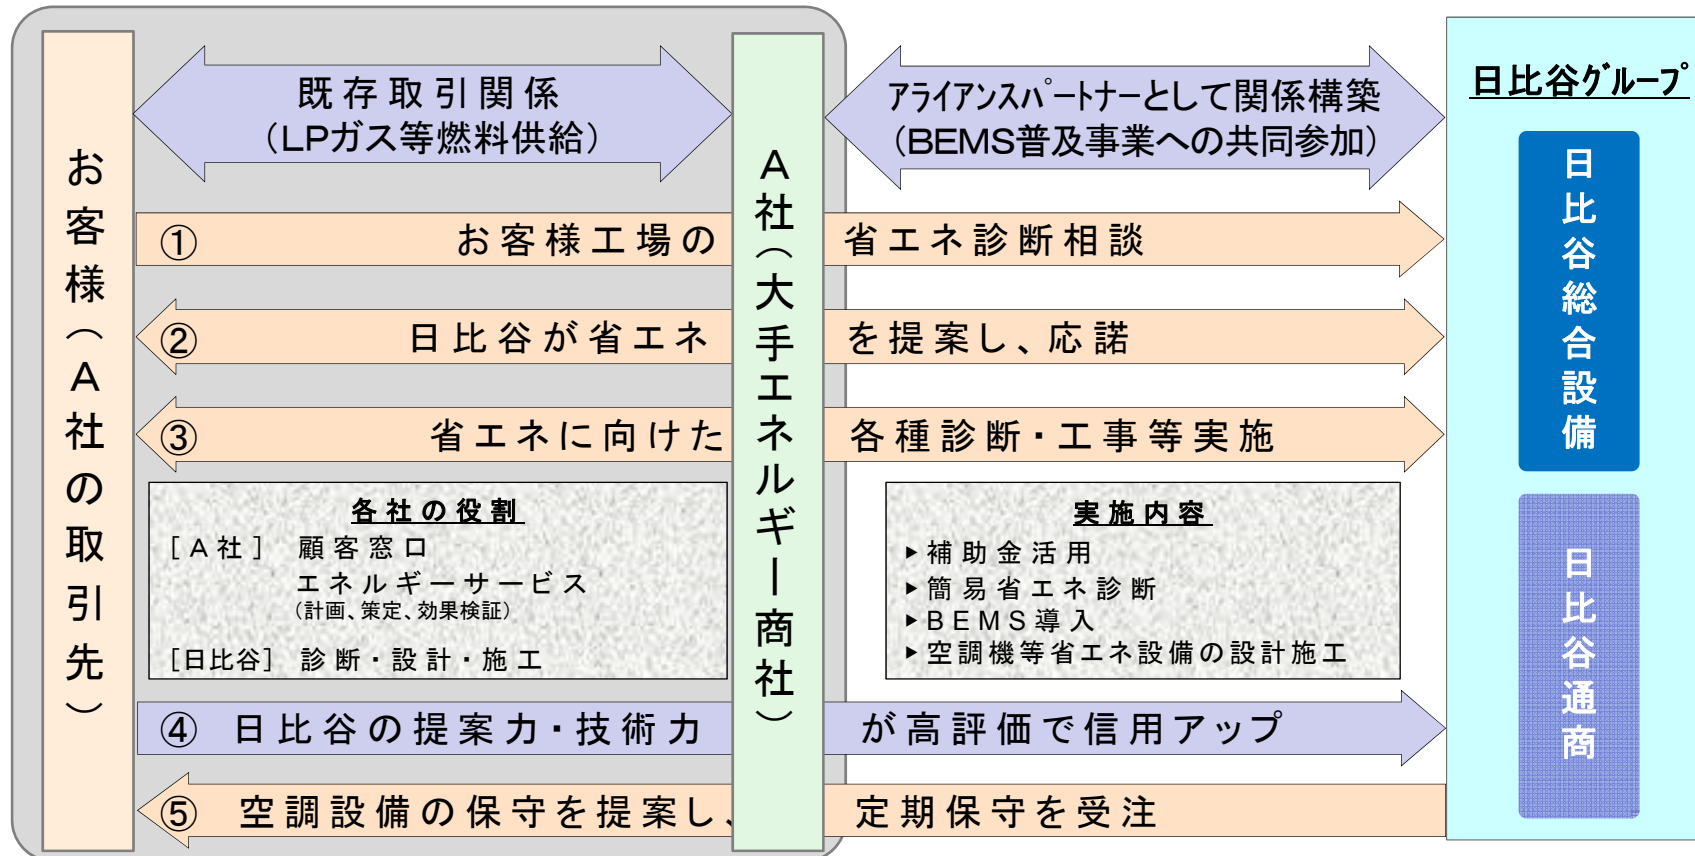 お客様（A社の取引先）
既存取引関係
（LPガス等燃料供給）
A社（大手エネルギー商社）
アライアンスパートナーとして関係構築
（BEMS普及事業への共同参加）
日比谷グループ
日比谷総合設備
日比谷通商
① お客様工場の省エネ診断相談
② 日比谷が省エネを提案し、応諾
③ 省エネに向けた各種診断・工事等実施
各社の役割
［A社］ 顧客窓口
エネルギーサービス
（計画、策定、効果検証）
［日比谷］ 診断・設計・施工
実施内容
▶補助金活用
▶簡易省エネ診断
▶BEMS導入
▶空調機等省エネ設備の設計施工
④ 日比谷の提案力・技術力が高評価で信用アップ
⑤ 空調設備の保守を提案し、定期保守を受注